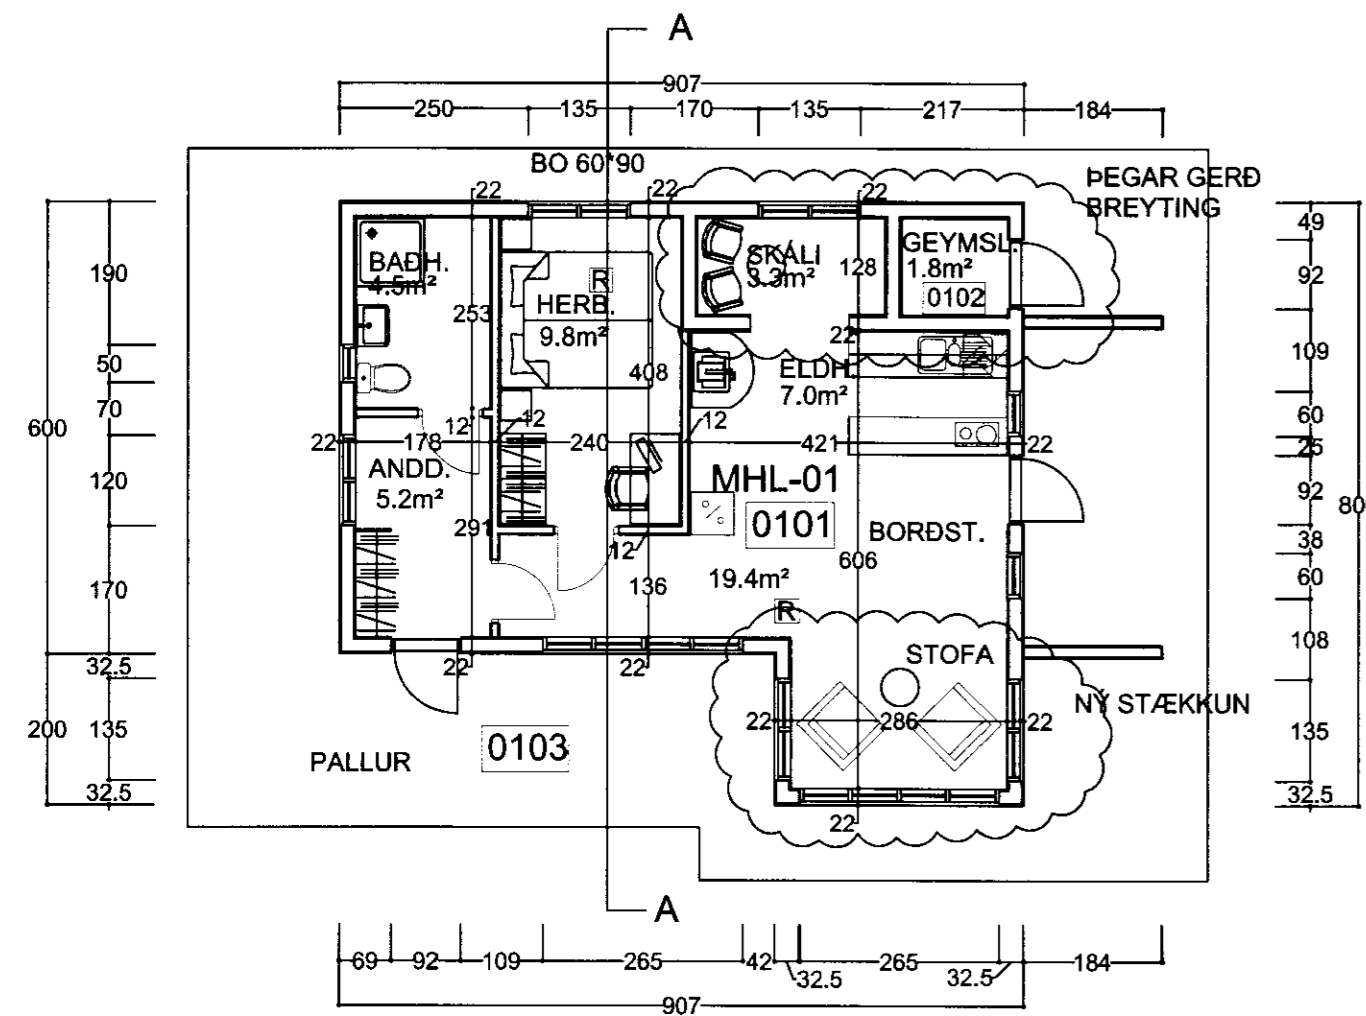 A
907
250 135 170 135 217 184
BO 60*90
ÞEGAR GERÐ
BREYTING
22 22 22
BAÐH.
4.5m²
R
HERB.
9.8m²
SKÁLI
3.3m²
128
GEYMSL.
1.8m²
0102
253
408
22
ELDH.
7.0m²
12 12 12
22 178 240 421 22
ANDD.
5.2m²
MHL-01
0101
BORÐST.
291
12
136
606
19.4m²
R
22 22
STOFA
NÝ STÆKKUN
22 286 22
PALLUR
0103
22
A
600
200
190
50
70
120
170
32.5
135
32.5
49
92
109
60
25
92
38
60
108
135
32.5
80
69 92 109 265 42 32.5 265 32.5 184
907